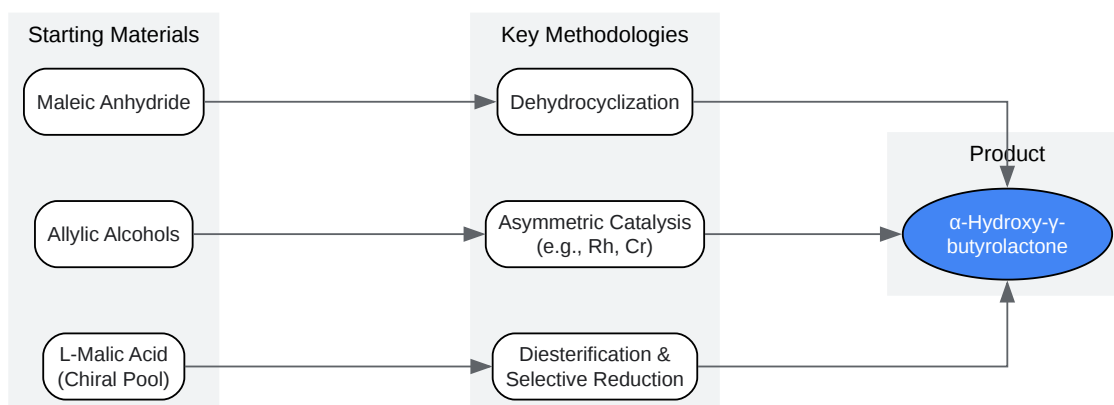 Starting Materials
Key Methodologies
Maleic Anhydride
Dehydrocyclization
Product
Allylic Alcohols
Asymmetric Catalysis
(e.g., Rh, Cr)
α-Hydroxy-γ-
butyrolactone
L-Malic Acid
(Chiral Pool)
Diesterification &
Selective Reduction